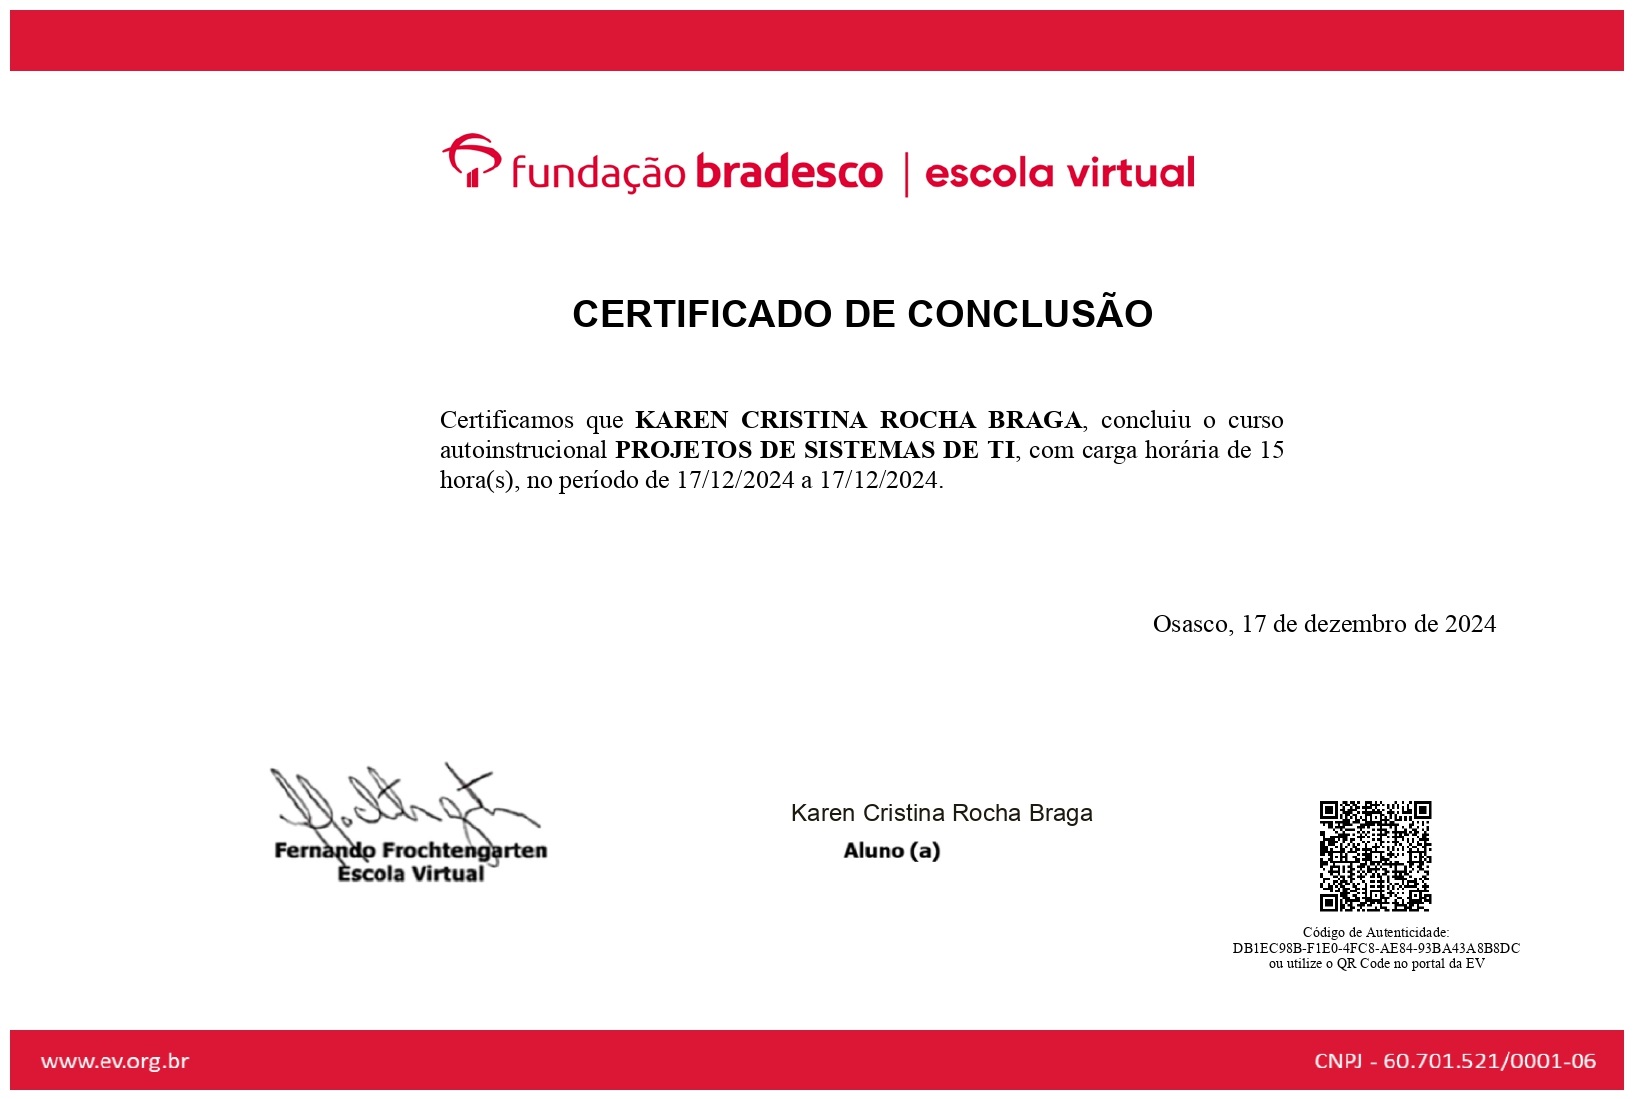 fundação bradesco | escola virtual
CERTIFICADO DE CONCLUSÃO
Certificamos que KAREN CRISTINA ROCHA BRAGA, concluiu o curso
autoinstrucional PROJETOS DE SISTEMAS DE TI, com carga horária de 15
hora(s), no período de 17/12/2024 a 17/12/2024.
Osasco, 17 de dezembro de 2024
Fernando Frochtengarten
Escola Virtual
Karen Cristina Rocha Braga
Aluno (a)
Código de Autenticidade:
DB1EC98B-F1E0-4FC8-AE84-93BA43A8B8DC
ou utilize o QR Code no portal da EV
www.ev.org.br
CNPJ - 60.701.521/0001-06